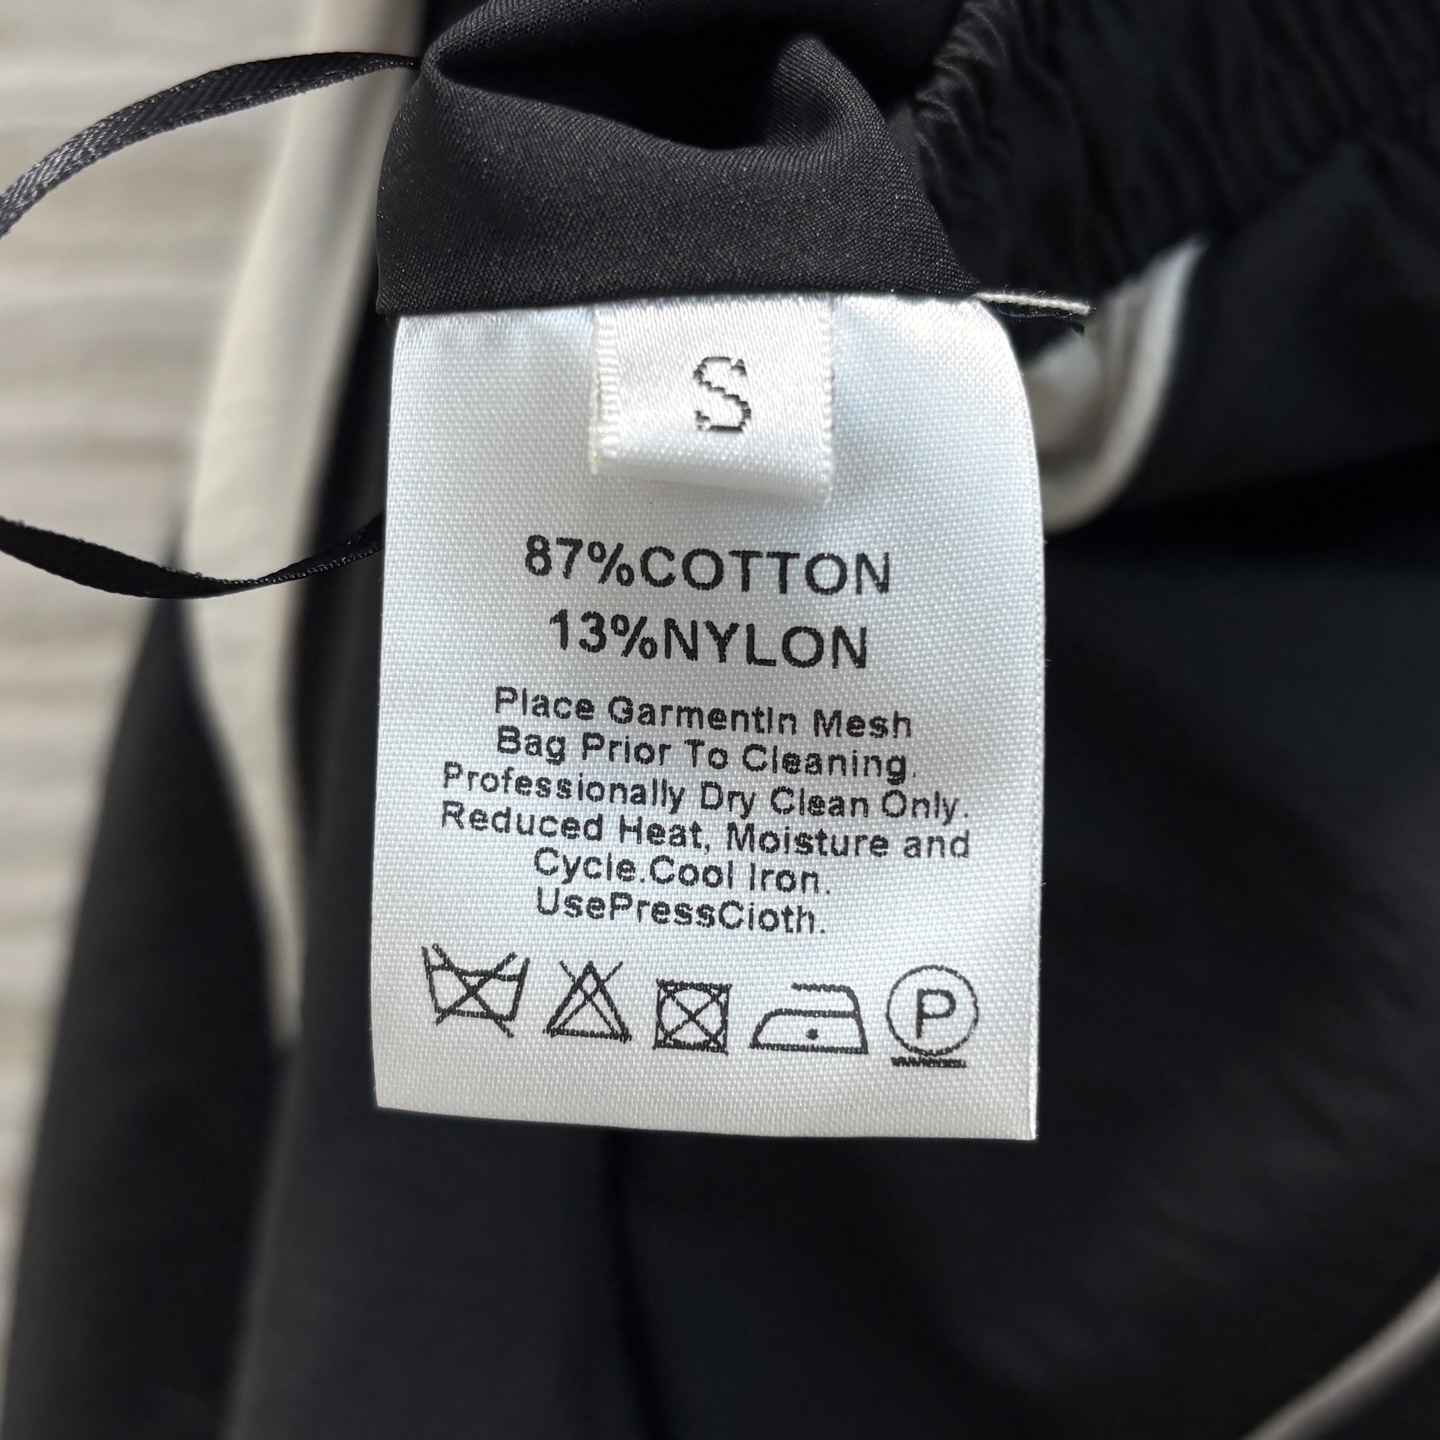 S
87%COTTON
13%NYLON
Place GarmentIn Mesh
Bag Prior To Cleaning.
Professionally Dry Clean Only.
Reduced Heat, Moisture and
Cycle.Cool Iron.
UsePressCioth.
P